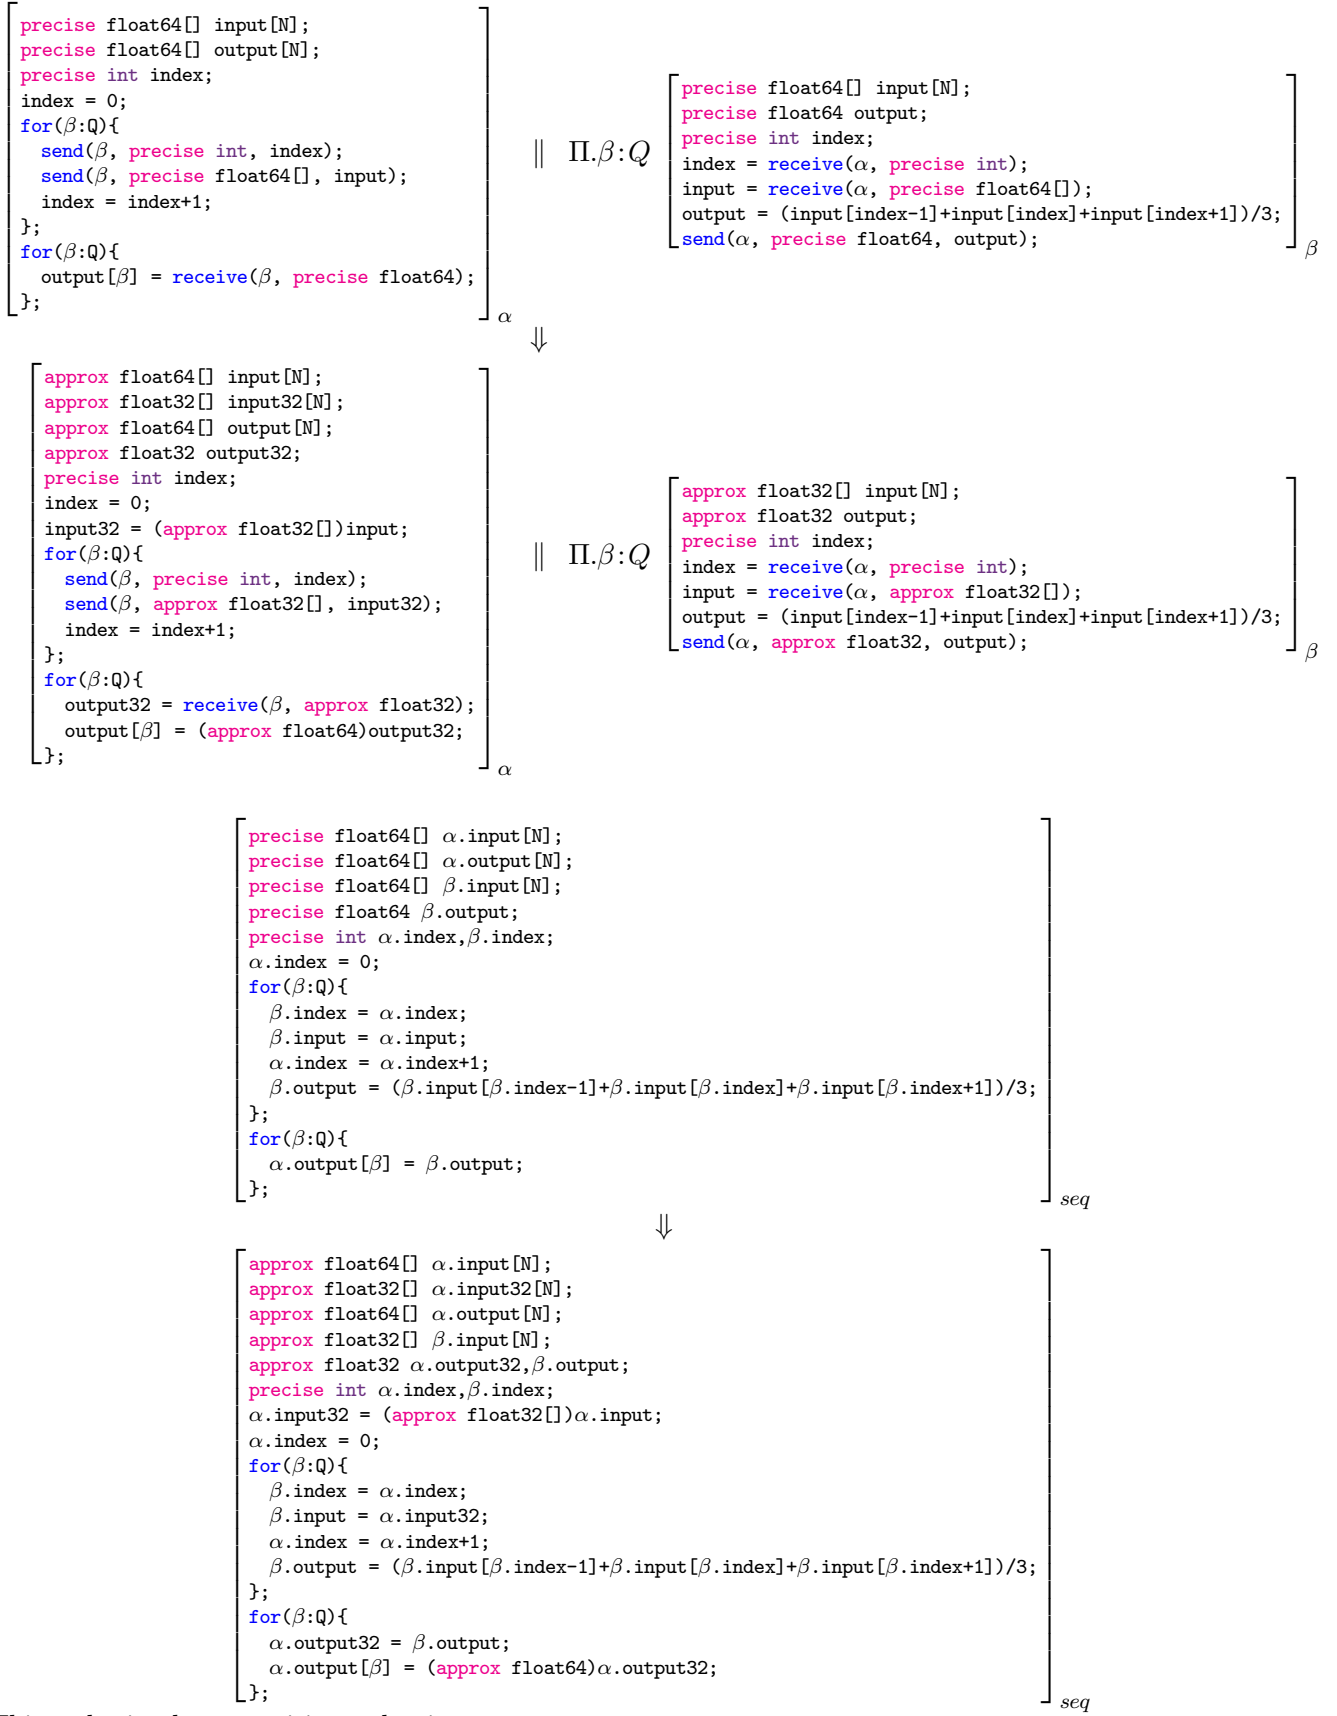 precise float64[] input[N];
precise float64[] output[N];
precise int index;
index = 0;
for(β:Q){
  send(β, precise int, index);
  send(β, precise float64[], input);
  index = index+1;
};
for(β:Q){
  output[β] = receive(β, precise float64);
};
α
∥ Π.β:Q
precise float64[] input[N];
precise float64 output;
precise int index;
index = receive(α, precise int);
input = receive(α, precise float64[]);
output = (input[index-1]+input[index]+input[index+1])/3;
send(α, precise float64, output);
β
⇓
approx float64[] input[N];
approx float32[] input32[N];
approx float64[] output[N];
approx float32 output32;
precise int index;
index = 0;
input32 = (approx float32[])input;
for(β:Q){
  send(β, precise int, index);
  send(β, approx float32[], input32);
  index = index+1;
};
for(β:Q){
  output32 = receive(β, approx float32);
  output[β] = (approx float64)output32;
};
α
∥ Π.β:Q
approx float32[] input[N];
approx float32 output;
precise int index;
index = receive(α, precise int);
input = receive(α, approx float32[]);
output = (input[index-1]+input[index]+input[index+1])/3;
send(α, approx float32, output);
β
precise float64[] α.input[N];
precise float64[] α.output[N];
precise float64[] β.input[N];
precise float64 β.output;
precise int α.index,β.index;
α.index = 0;
for(β:Q){
  β.index = α.index;
  β.input = α.input;
  α.index = α.index+1;
  β.output = (β.input[β.index-1]+β.input[β.index]+β.input[β.index+1])/3;
};
for(β:Q){
  α.output[β] = β.output;
};
seq
⇓
approx float64[] α.input[N];
approx float32[] α.input32[N];
approx float64[] α.output[N];
approx float32[] β.input[N];
approx float32 α.output32,β.output;
precise int α.index,β.index;
α.input32 = (approx float32[])α.input;
α.index = 0;
for(β:Q){
  β.index = α.index;
  β.input = α.input32;
  α.index = α.index+1;
  β.output = (β.input[β.index-1]+β.input[β.index]+β.input[β.index+1])/3;
};
for(β:Q){
  α.output32 = β.output;
  α.output[β] = (approx float64)α.output32;
};
seq